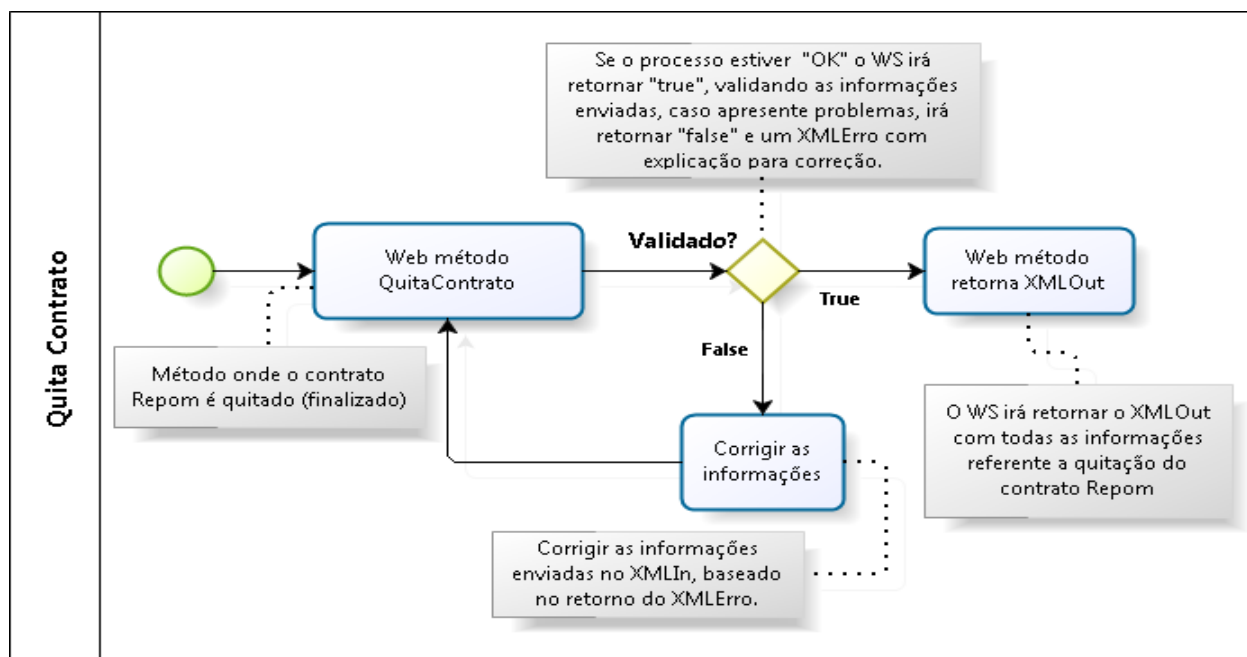 Quita Contrato
Se o processo estiver "OK" o WS irá
retornar "true", validando as informações
enviadas, caso apresente problemas, irá
retornar "false" e um XMLErro com
explicação para correção.
Web método
QuitaContrato
Validado?
True
Web método
retorna XMLOut
False
Método onde o contrato
Repom é quitado (finalizado)
Corrigir as
informações
O WS irá retornar o XMLOut
com todas as informações
referente a quitação do
contrato Repom
Corrigir as informações
enviadas no XMLIn, baseado
no retorno do XMLErro.